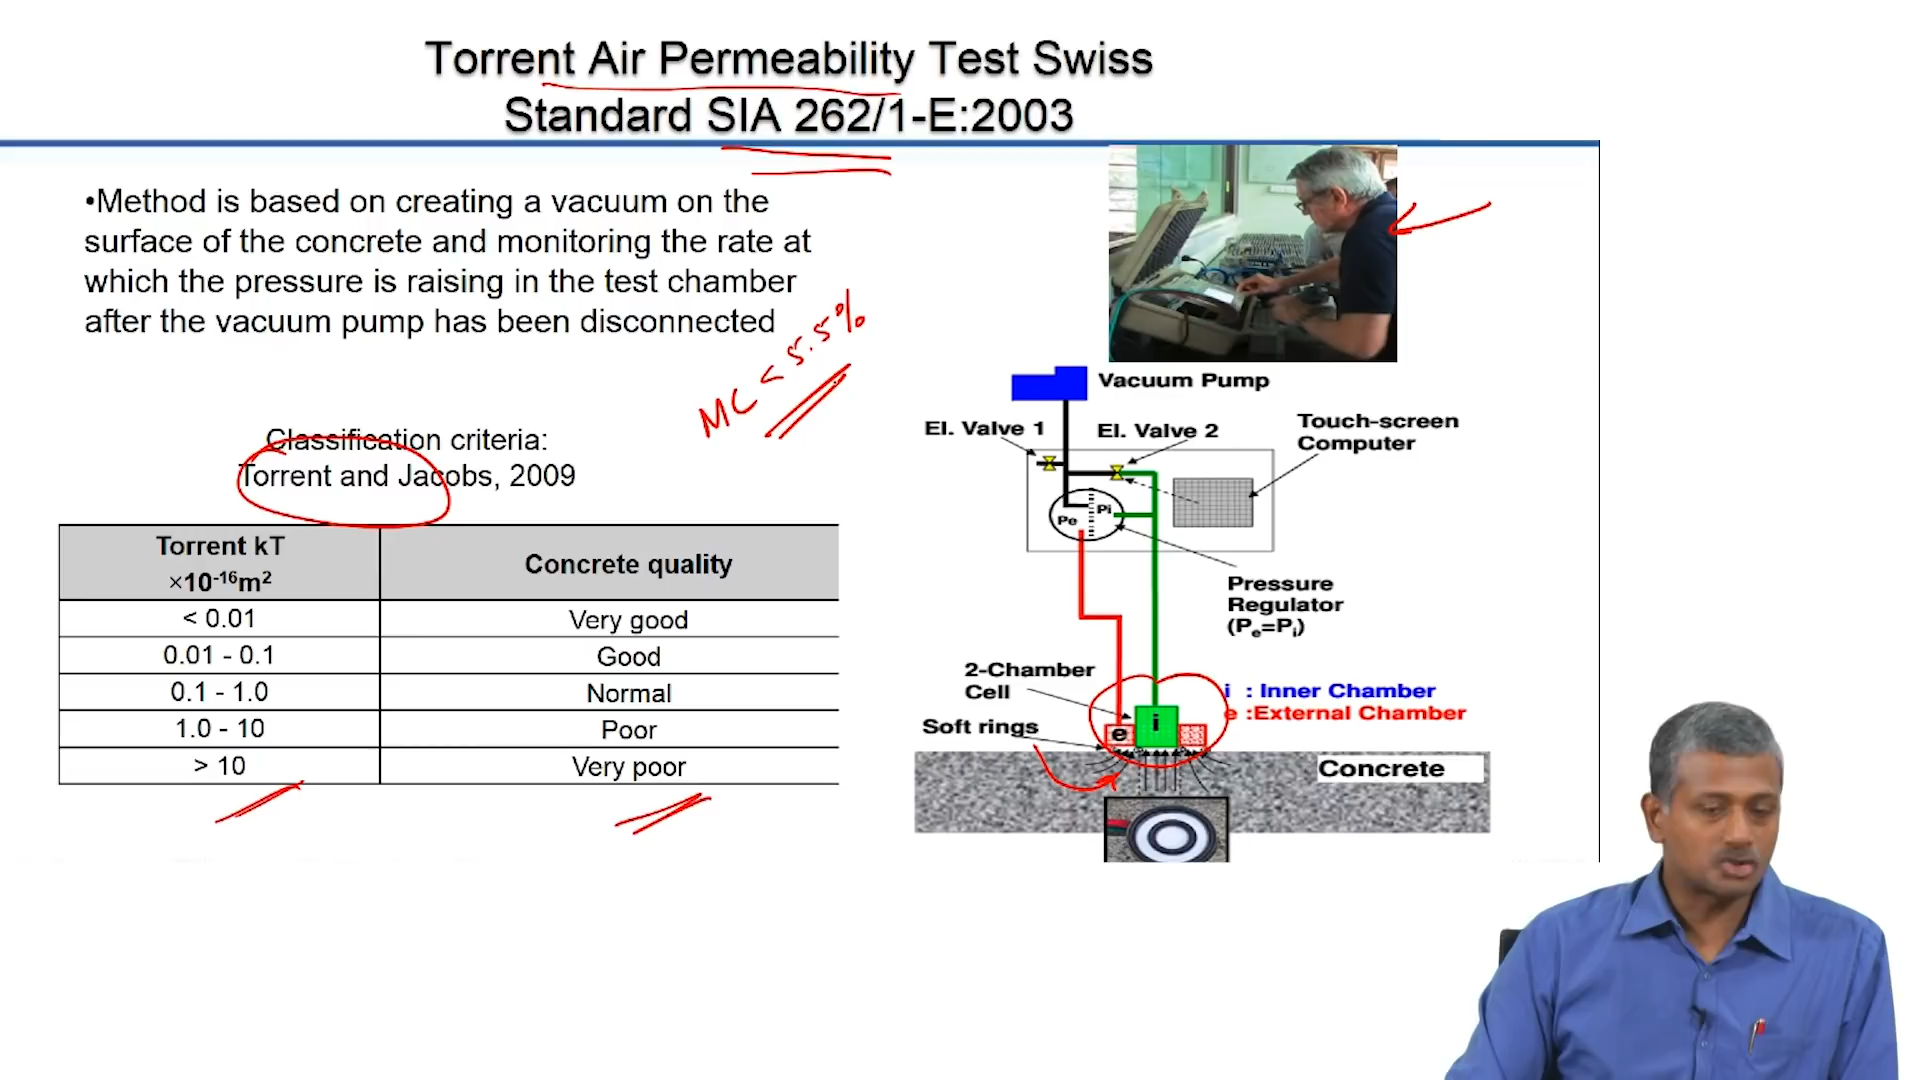 Torrent Air Permeability Test Swiss
Standard SIA 262/1-E:2003
•Method is based on creating a vacuum on the
surface of the concrete and monitoring the rate at
which the pressure is raising in the test chamber
after the vacuum pump has been disconnected
MC < 5.5%
Classification criteria:
Torrent and Jacobs, 2009
Torrent kT
×10⁻¹⁶m²
Concrete quality
< 0.01 Very good
0.01 - 0.1 Good
0.1 - 1.0 Normal
1.0 - 10 Poor
> 10 Very poor
Vacuum Pump
El. Valve 1
El. Valve 2
Touch-screen
Computer
Pe
Pi
Pressure
Regulator
(Pe=Pi)
2-Chamber
Cell
i : Inner Chamber
e :External Chamber
Soft rings
e
i
Concrete